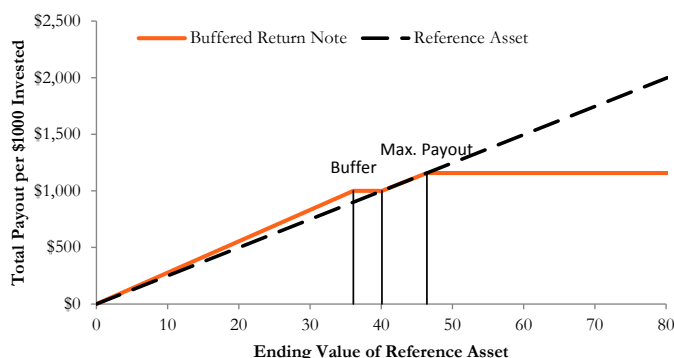 $2,500
Buffered Return Note
Reference Asset
$2,000
$1,500
Max. Payout
Buffer
$1,000
$500
$0
0 10 20 30 40 50 60 70 80
Total Payout per $1000 Invested
Ending Value of Reference Asset